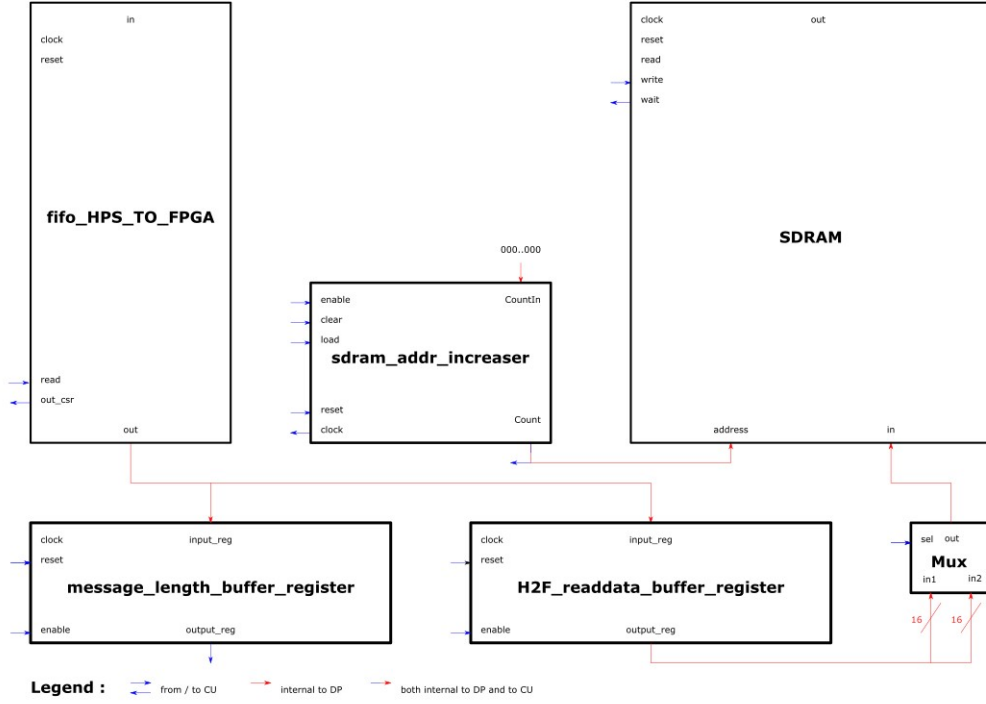 in
clock
reset
fifo_HPS_TO_FPGA
read
out_csr
out
000..000
enable
CountIn
clear
load
sdram_addr_increaser
reset
Count
clock
clock
out
reset
read
write
wait
SDRAM
address
in
clock
input_reg
reset
message_length_buffer_register
enable
output_reg
clock
input_reg
reset
H2F_readdata_buffer_register
enable
output_reg
sel out
Mux
in1
in2
16
16
Legend :
from / to CU
internal to DP
both internal to DP and to CU